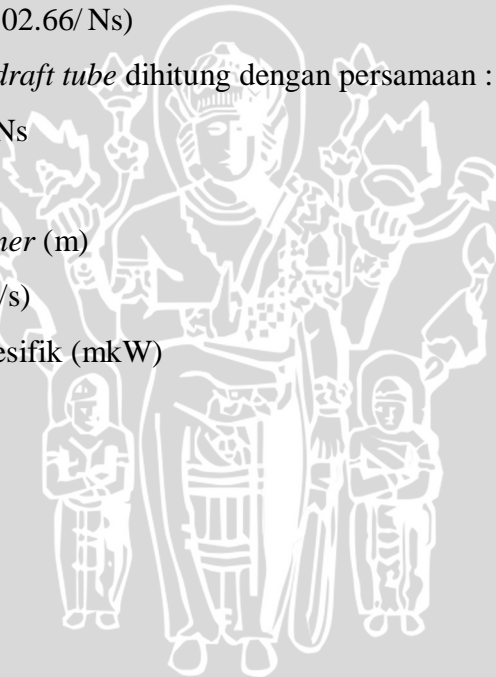 02.66/ Ns)
draft tube dihitung dengan persamaan :
Ns
ner (m)
/s)
esifik (mkW)